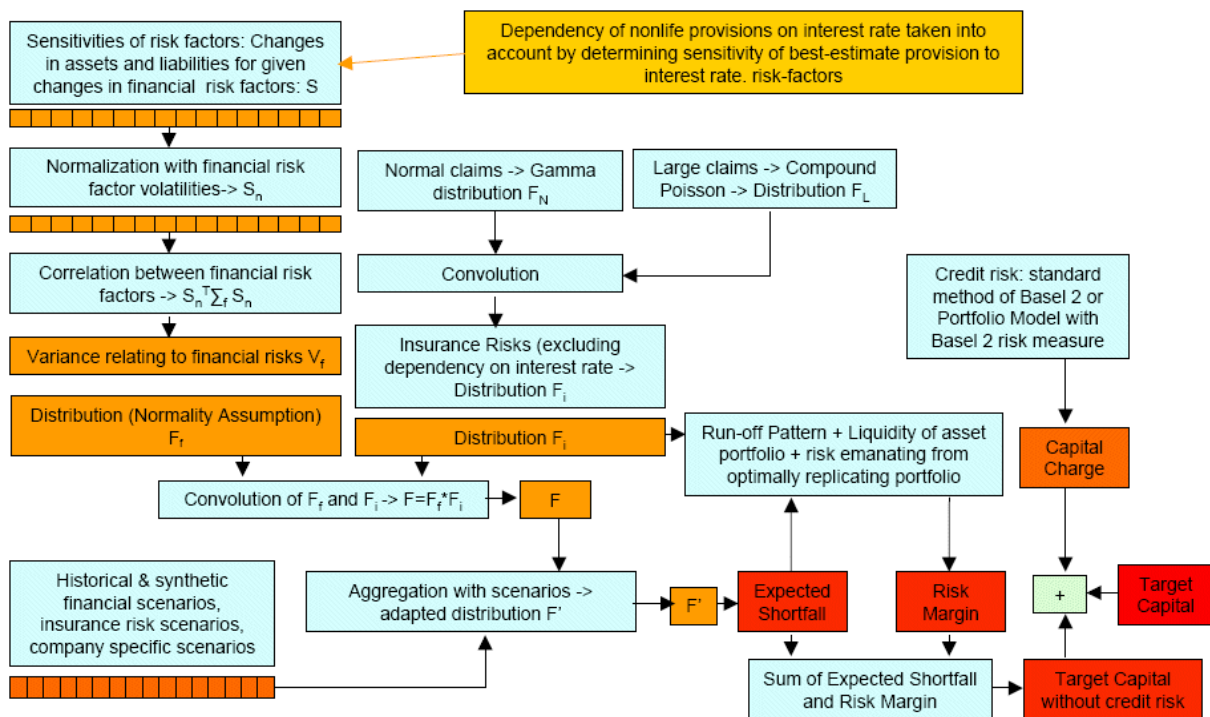 Sensitivities of risk factors: Changes
in assets and liabilities for given
changes in financial risk factors: S
Dependency of nonlife provisions on interest rate taken into
account by determining sensitivity of best-estimate provision to
interest rate. risk-factors
Normalization with financial risk
factor volatilities-> Sn
Normal claims -> Gamma
distribution FN
Large claims -> Compound
Poisson -> Distribution FL
Correlation between financial risk
factors -> SnT∑f Sn
Convolution
Credit risk: standard
method of Basel 2 or
Portfolio Model with
Basel 2 risk measure
Variance relating to financial risks Vf
Insurance Risks (excluding
dependency on interest rate ->
Distribution Fi
Distribution (Normality Assumption)
Ff
Distribution Fi
Run-off Pattern + Liquidity of asset
portfolio + risk emanating from
optimally replicating portfolio
Capital
Charge
Convolution of Ff and Fi -> F=Ff*Fi
F
Historical & synthetic
financial scenarios,
insurance risk scenarios,
company specific scenarios
Aggregation with scenarios ->
adapted distribution F'
F'
Expected
Shortfall
Risk
Margin
+
Target
Capital
Sum of Expected Shortfall
and Risk Margin
Target Capital
without credit risk